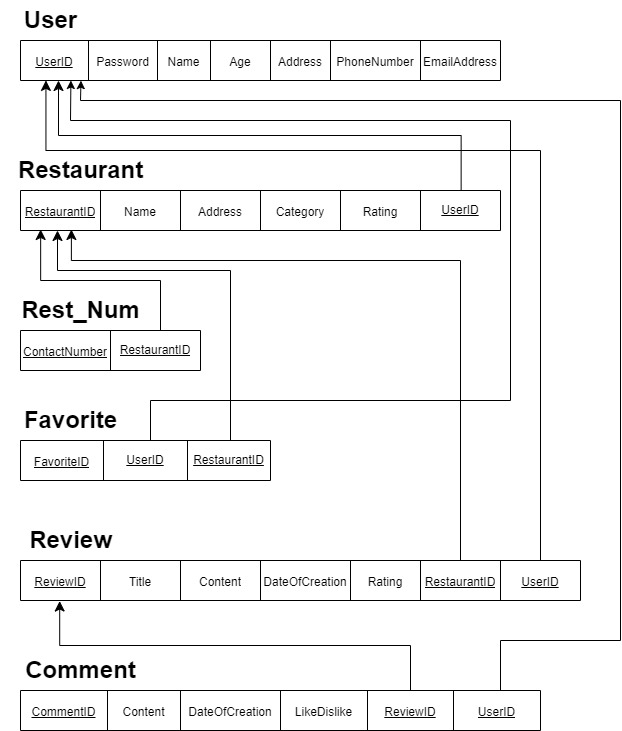 User
UserID Password Name Age Address PhoneNumber EmailAddress
Restaurant
RestaurantID Name Address Category Rating UserID
Rest_Num
ContactNumber RestaurantID
Favorite
FavoriteID UserID RestaurantID
Review
ReviewID Title Content DateOfCreation Rating RestaurantID UserID
Comment
CommentID Content DateOfCreation LikeDislike ReviewID UserID